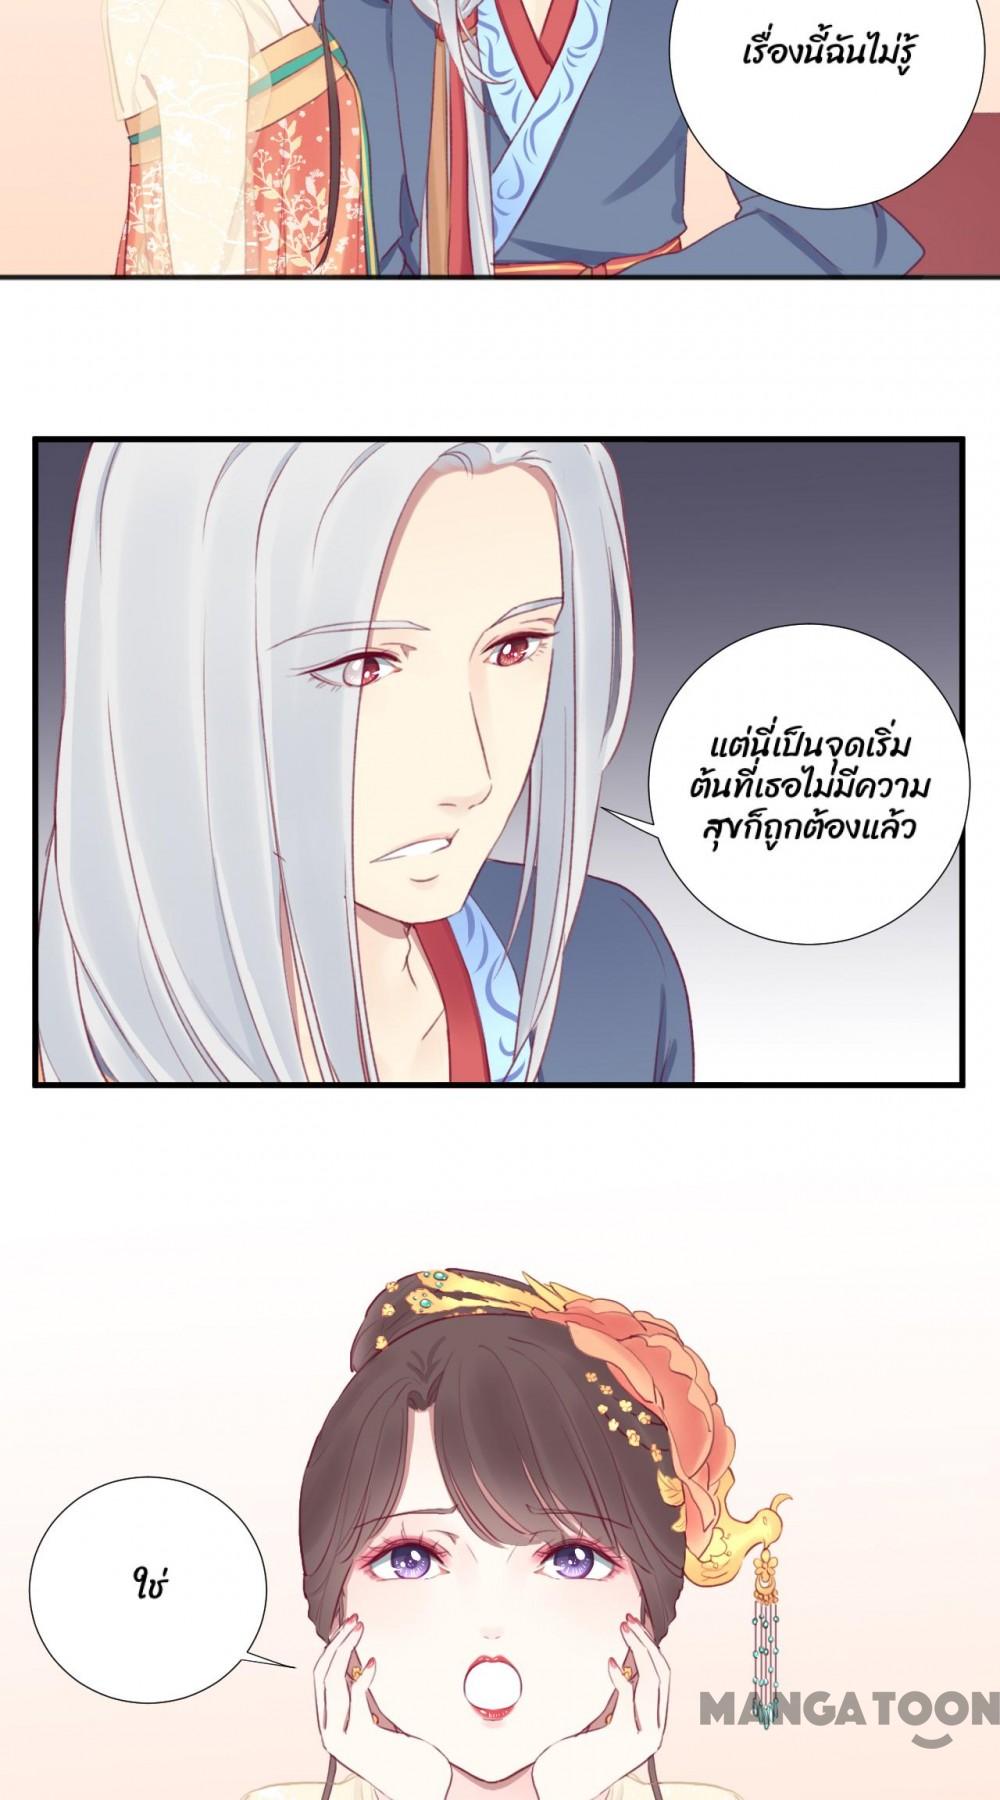 เรื่องนี้ฉันไม่รู้
แต่นี่เป็นจุดเริ่ม
ต้นที่เธอไม่มีความ
สุขก็ถูกต้องแล้ว
ใช่
MANGATOON